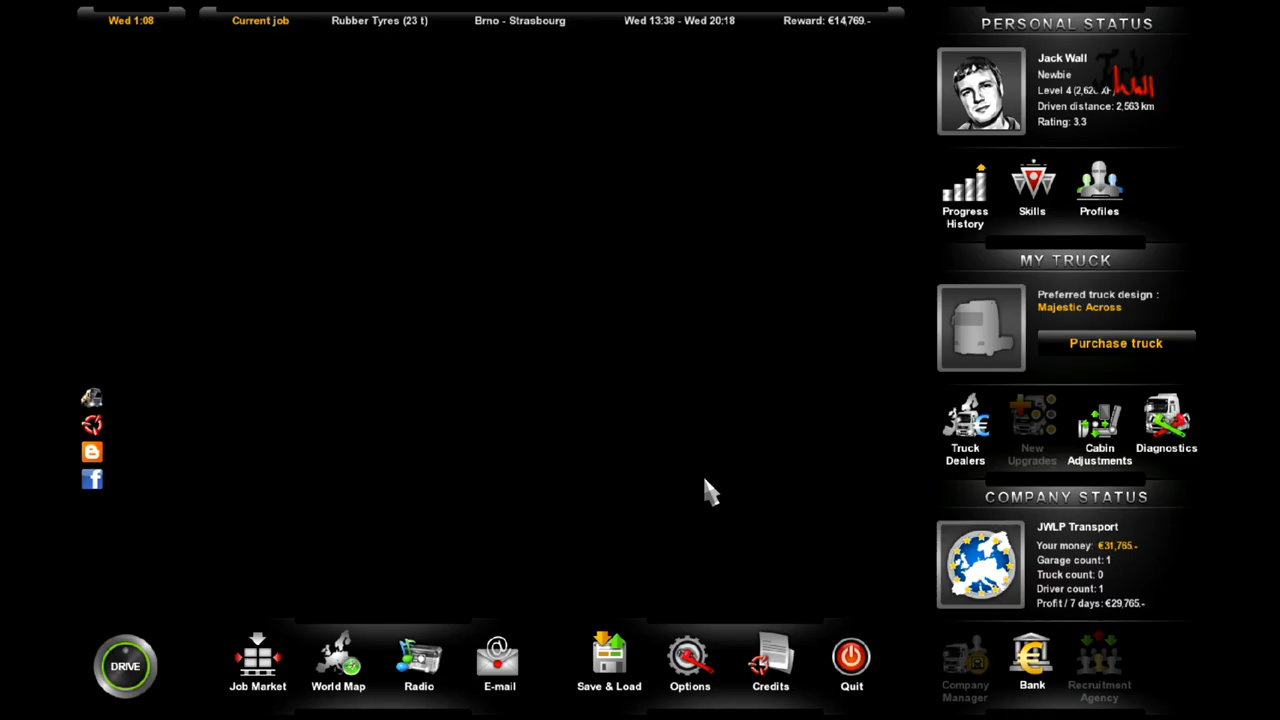 Wed 1:08
Current job
Rubber Tyres (23 t)
Brno - Strasbourg
Wed 13:38 - Wed 20:18
Reward: €14,769.-
PERSONAL STATUS
Jack Wall
Newbie
Level 4
Driven distance: 2,563 km
Rating: 3.3
Progress
History
Skills
Profiles
MY TRUCK
Preferred truck design :
Majestic Across
Purchase truck
Truck
Dealers
New
Upgrades
Cabin
Adjustments
Diagnostics
COMPANY STATUS
JWLP Transport
Your money: €31,765.-
Garage count: 1
Truck count: 0
Driver count: 1
Profit / 7 days: €29,765.-
DRIVE
Job Market
World Map
Radio
E-mail
Save & Load
Options
Credits
Quit
Company
Manager
Bank
Recruitment
Agency